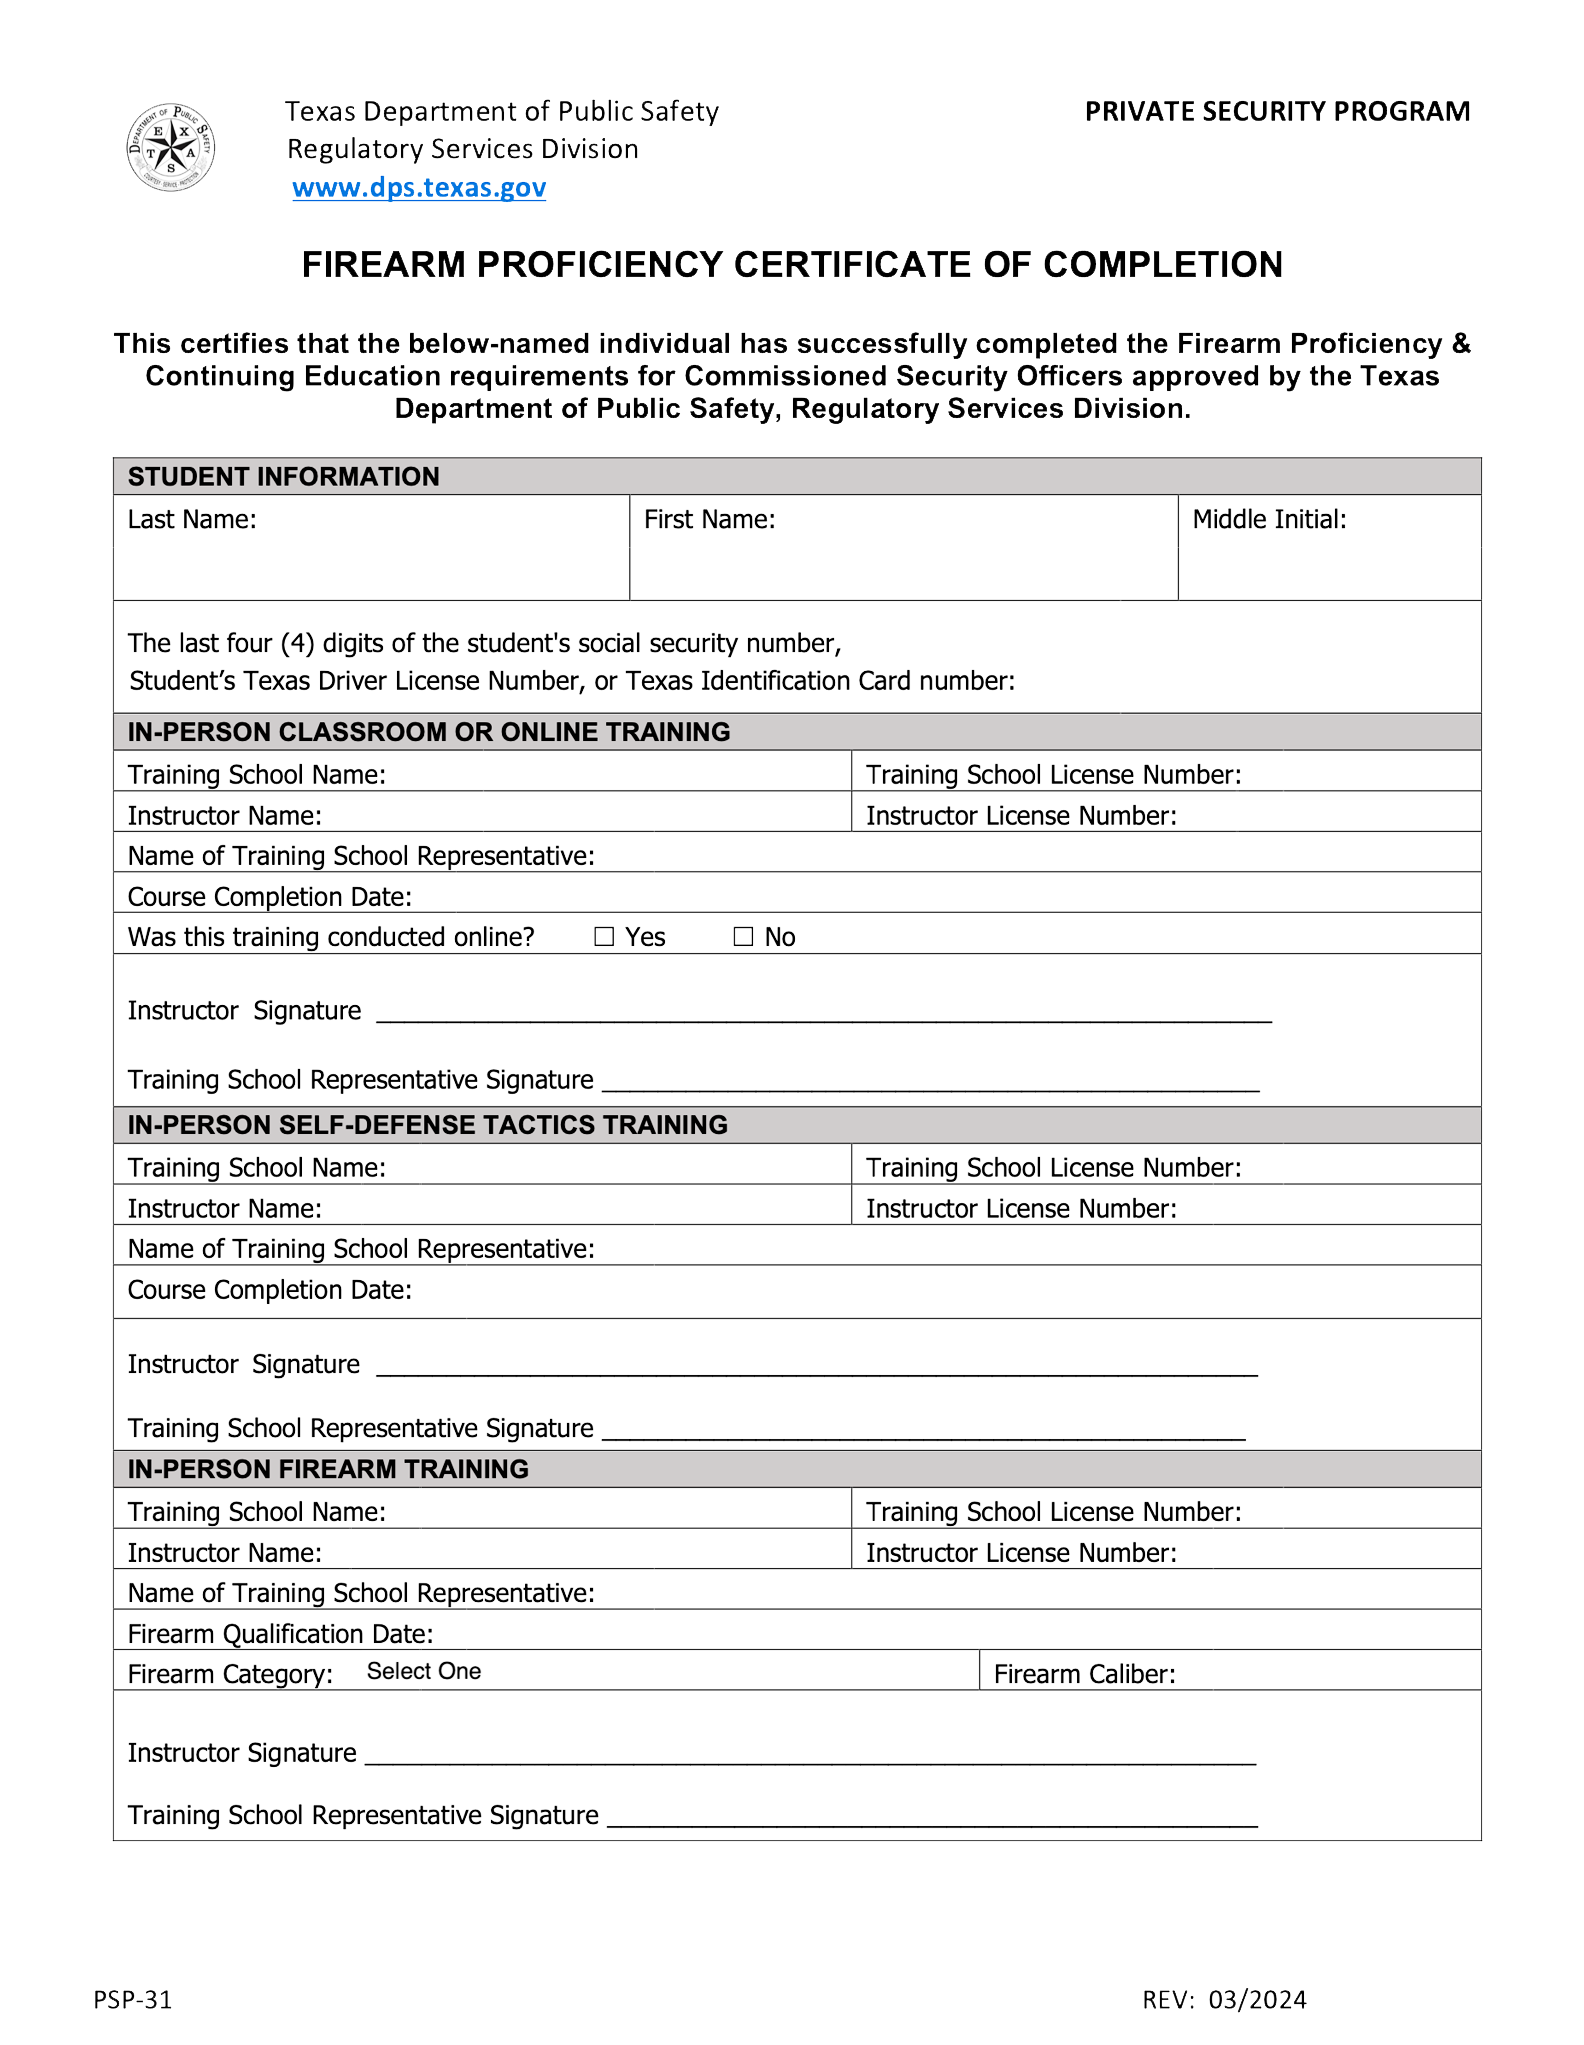 DEPARTMENT OF PUBLIC SAFETY
TEXAS
COURTESY · SERVICE · PROTECTION
Texas Department of Public Safety
PRIVATE SECURITY PROGRAM
Regulatory Services Division
www.dps.texas.gov
FIREARM PROFICIENCY CERTIFICATE OF COMPLETION
This certifies that the below-named individual has successfully completed the Firearm Proficiency &
Continuing Education requirements for Commissioned Security Officers approved by the Texas
Department of Public Safety, Regulatory Services Division.
STUDENT INFORMATION
Last Name: First Name: Middle Initial:
The last four (4) digits of the student's social security number,
Student’s Texas Driver License Number, or Texas Identification Card number:
IN-PERSON CLASSROOM OR ONLINE TRAINING
Training School Name: Training School License Number:
Instructor Name: Instructor License Number:
Name of Training School Representative:
Course Completion Date:
Was this training conducted online? ☐ Yes ☐ No
Instructor Signature
Training School Representative Signature
IN-PERSON SELF-DEFENSE TACTICS TRAINING
Training School Name: Training School License Number:
Instructor Name: Instructor License Number:
Name of Training School Representative:
Course Completion Date:
Instructor Signature
Training School Representative Signature
IN-PERSON FIREARM TRAINING
Training School Name: Training School License Number:
Instructor Name: Instructor License Number:
Name of Training School Representative:
Firearm Qualification Date:
Firearm Category: Select One Firearm Caliber:
Instructor Signature
Training School Representative Signature
PSP-31 REV: 03/2024